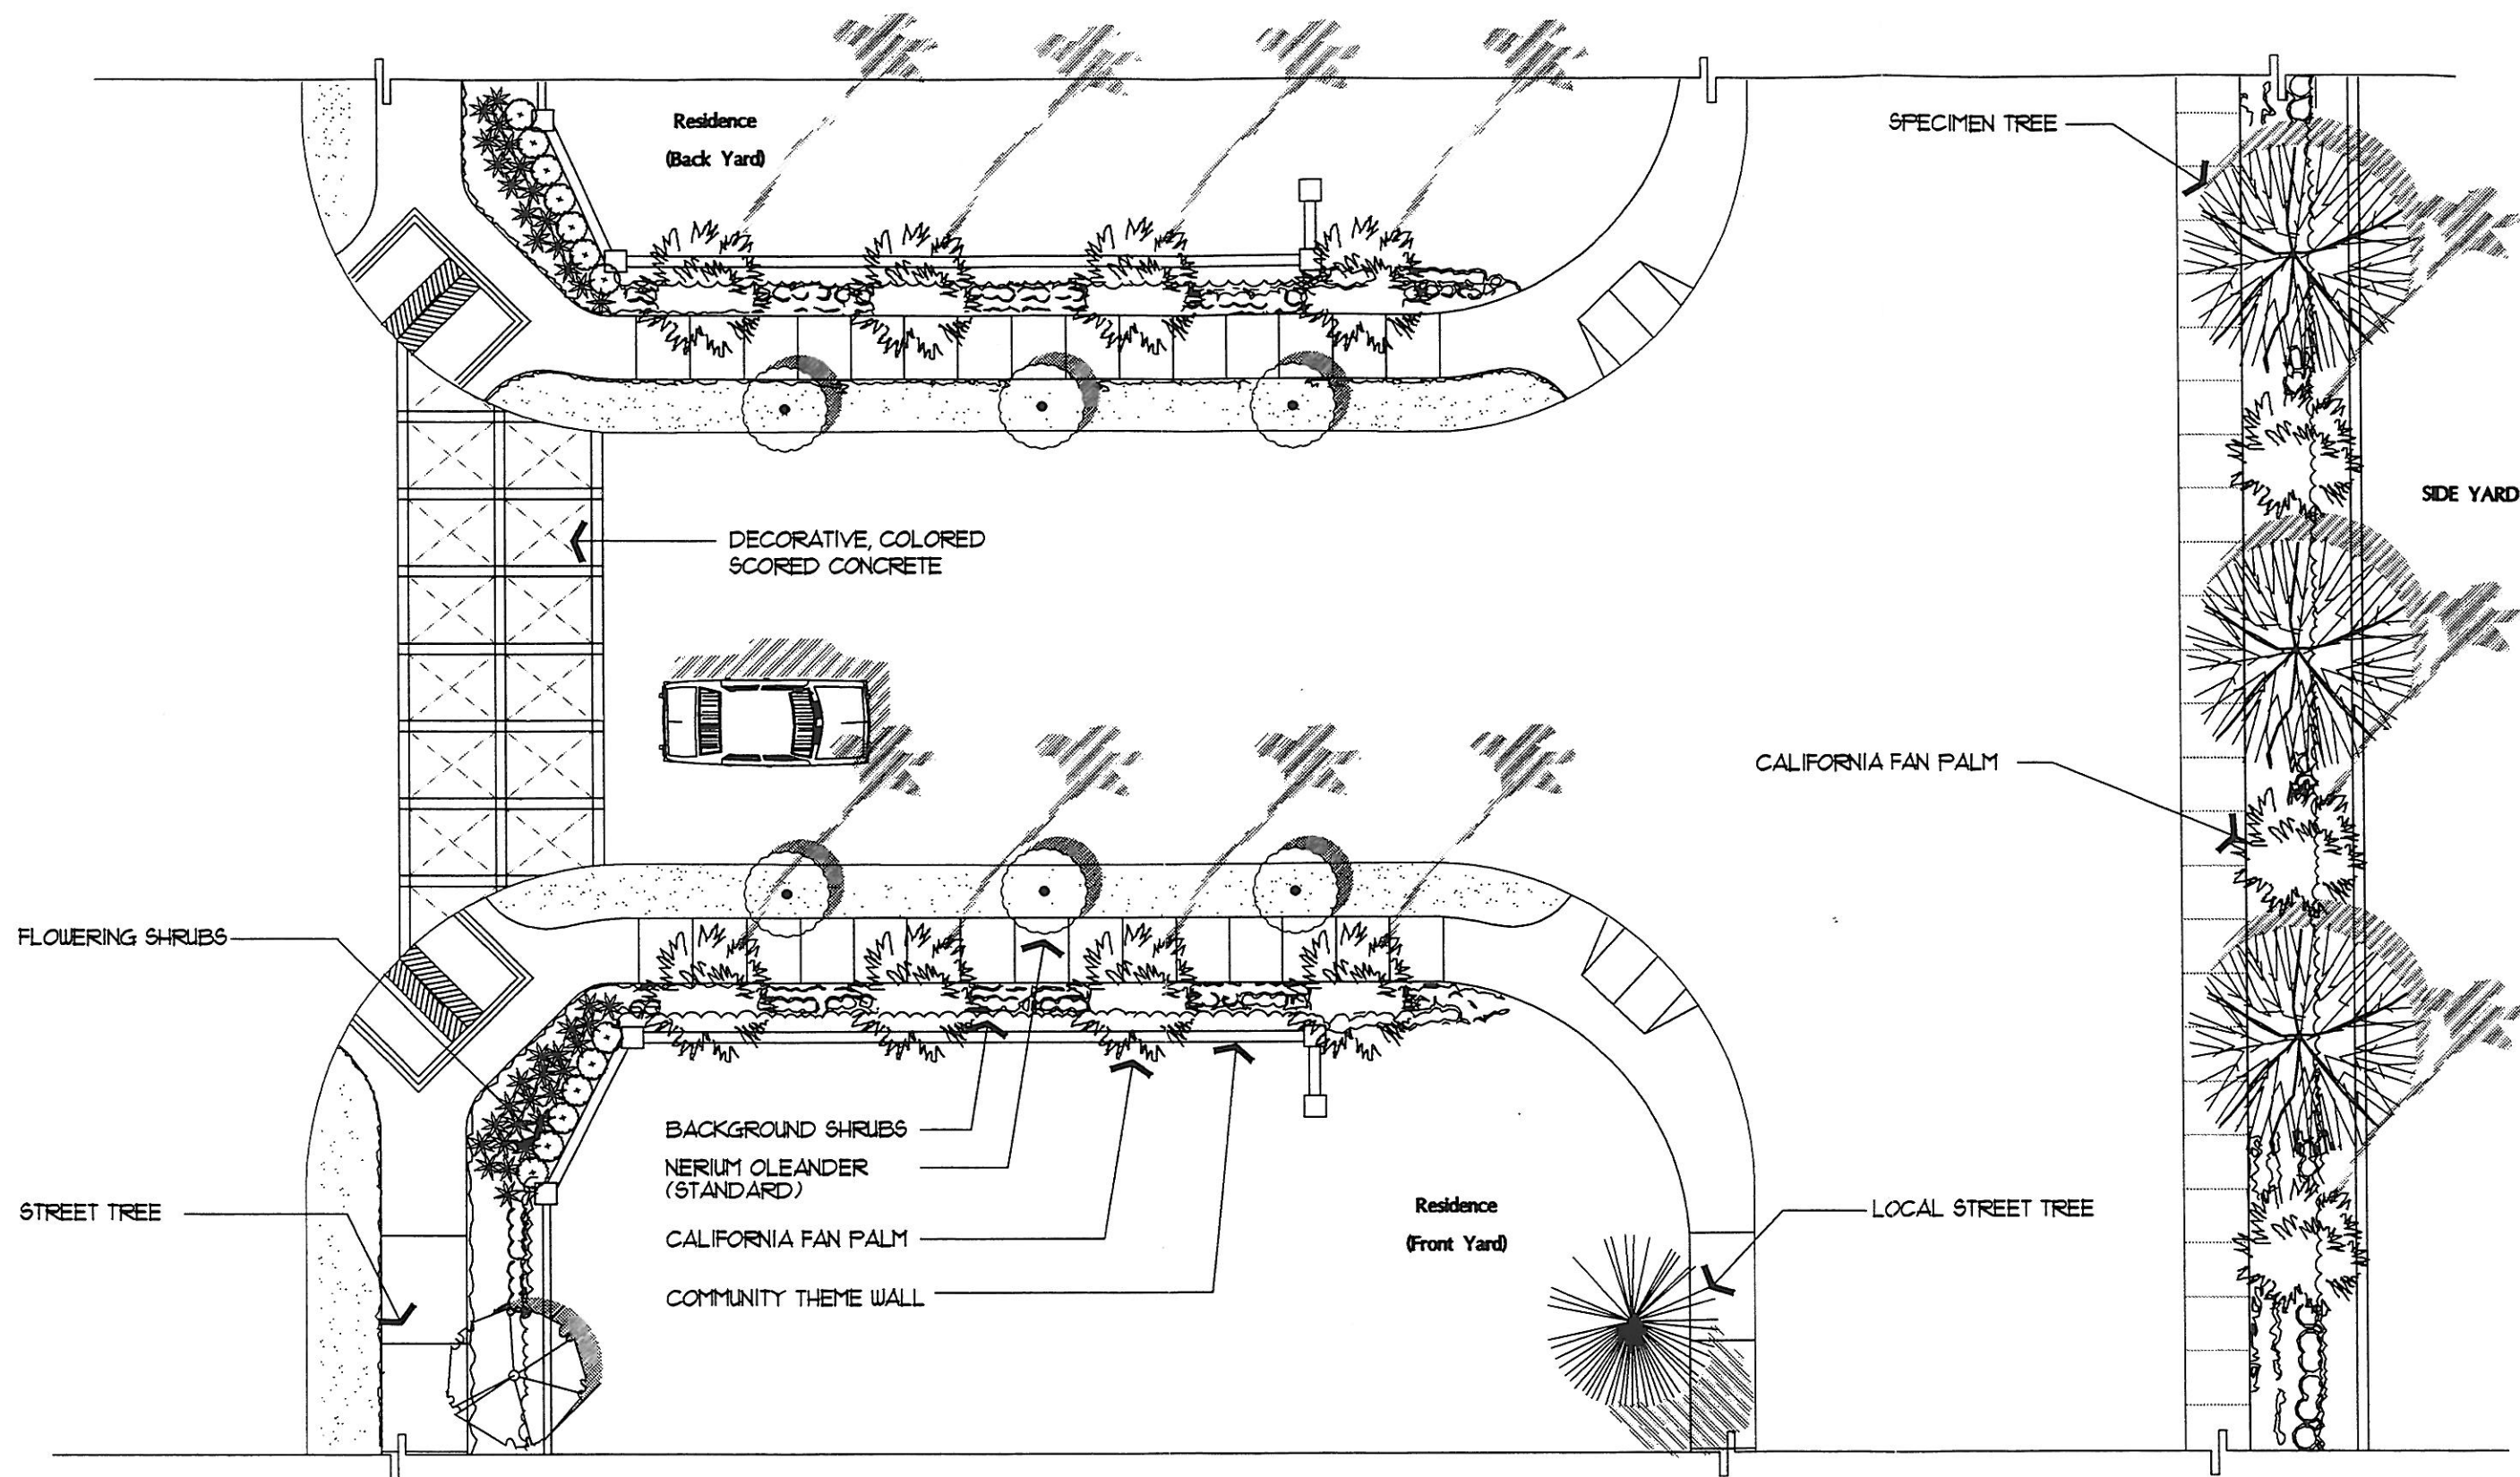 Residence
(Back Yard)
SPECIMEN TREE
SIDE YARD
DECORATIVE, COLORED
SCORED CONCRETE
CALIFORNIA FAN PALM
FLOWERING SHRUBS
BACKGROUND SHRUBS
NERIUM OLEANDER
(STANDARD)
CALIFORNIA FAN PALM
COMMUNITY THEME WALL
STREET TREE
Residence
(Front Yard)
LOCAL STREET TREE